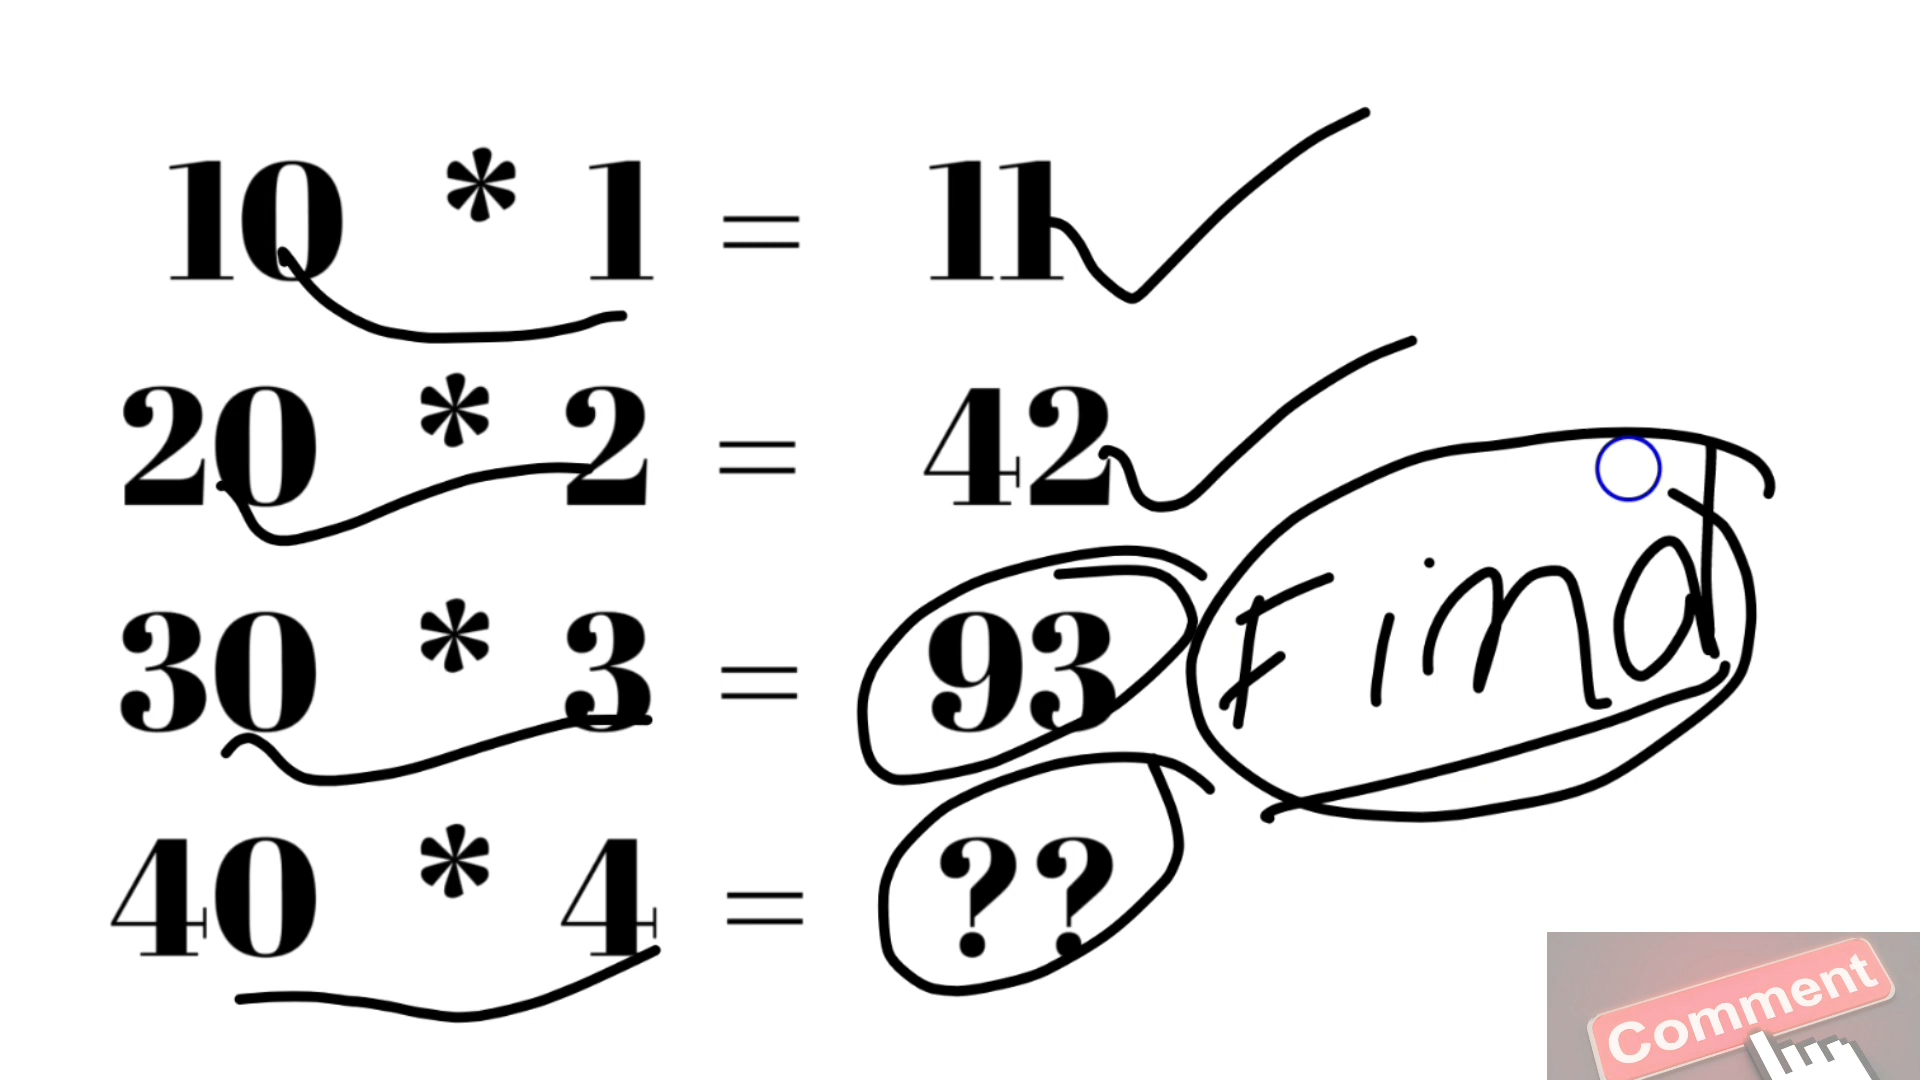 10 * 1 = 11
20 * 2 = 42
30 * 3 = 93
40 * 4 = ??
Find
Comment